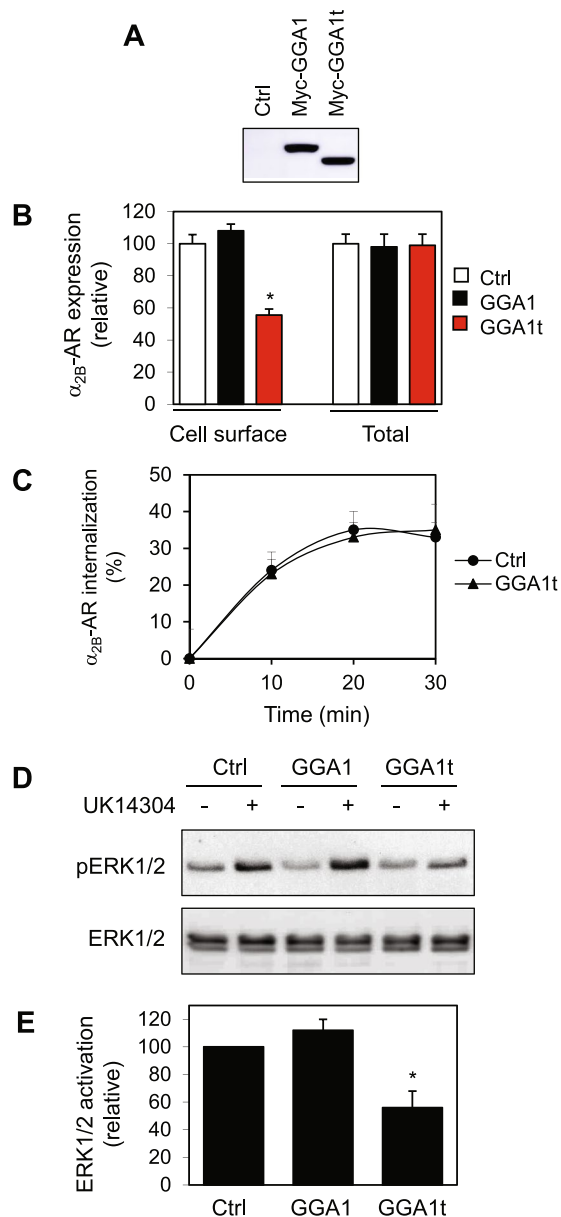 A
Ctrl
Myc-GGA1
Myc-GGA1t
B
α2B-AR expression
(relative)
120
100
80
60
40
20
0
*
Cell surface
Total
Ctrl
GGA1
GGA1t
C
α2B-AR internalization
(%)
50
40
30
20
10
0
0 10 20 30
Time (min)
Ctrl
GGA1t
D
Ctrl GGA1 GGA1t
UK14304 - + - + - +
pERK1/2
ERK1/2
E
ERK1/2 activation
(relative)
120
100
80
60
40
20
0
*
Ctrl GGA1 GGA1t